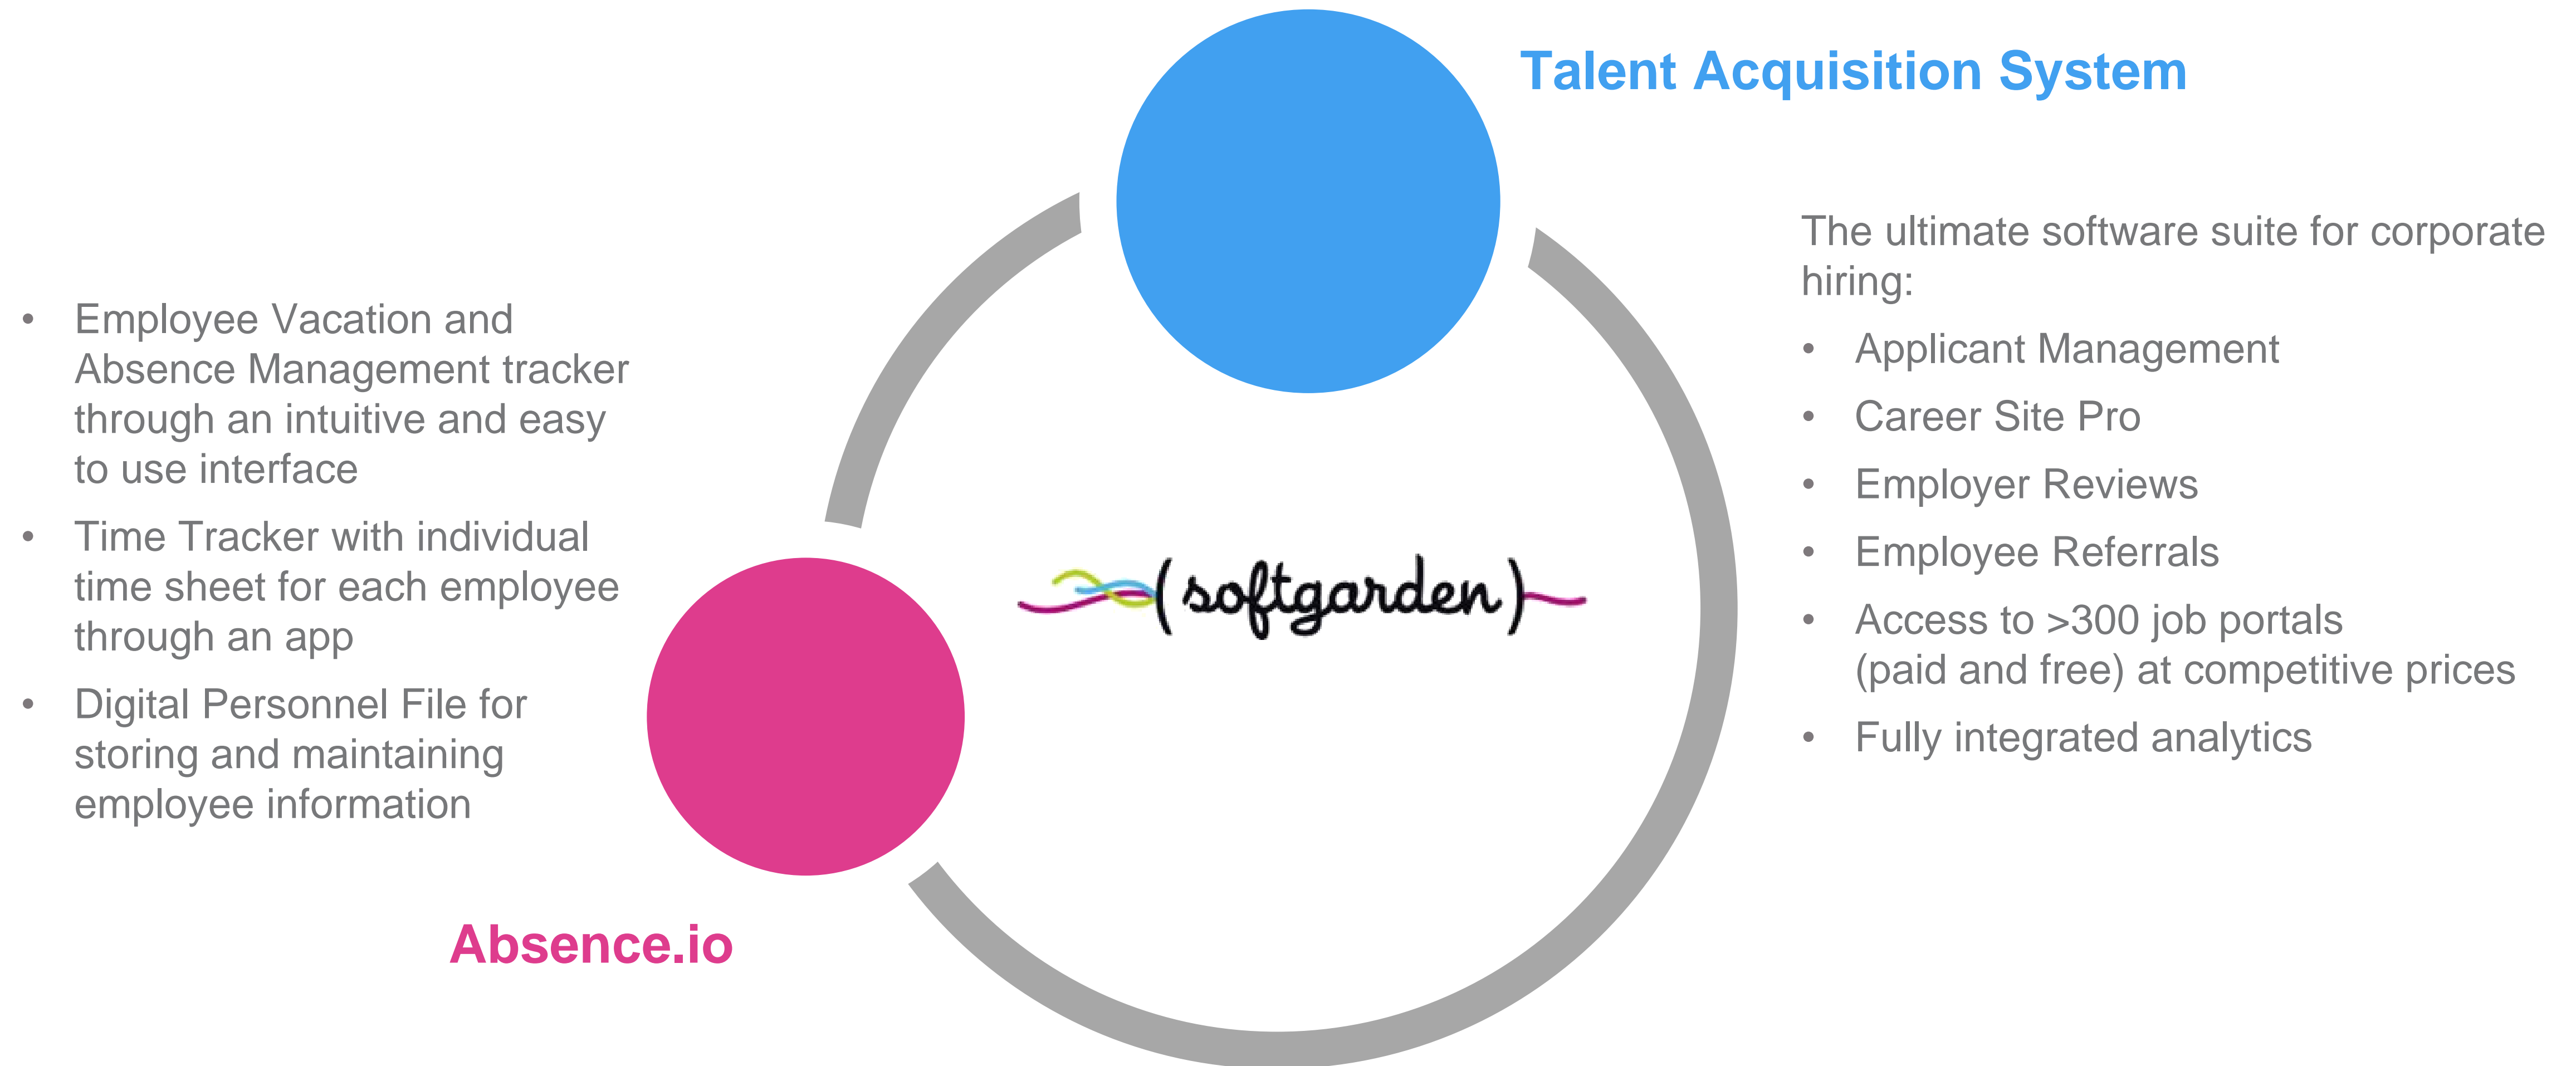 Talent Acquisition System
The ultimate software suite for corporate
hiring:
• Applicant Management
• Career Site Pro
• Employer Reviews
• Employee Referrals
• Access to >300 job portals
(paid and free) at competitive prices
• Fully integrated analytics
• Employee Vacation and
Absence Management tracker
through an intuitive and easy
to use interface
• Time Tracker with individual
time sheet for each employee
through an app
• Digital Personnel File for
storing and maintaining
employee information
(softgarden)
Absence.io